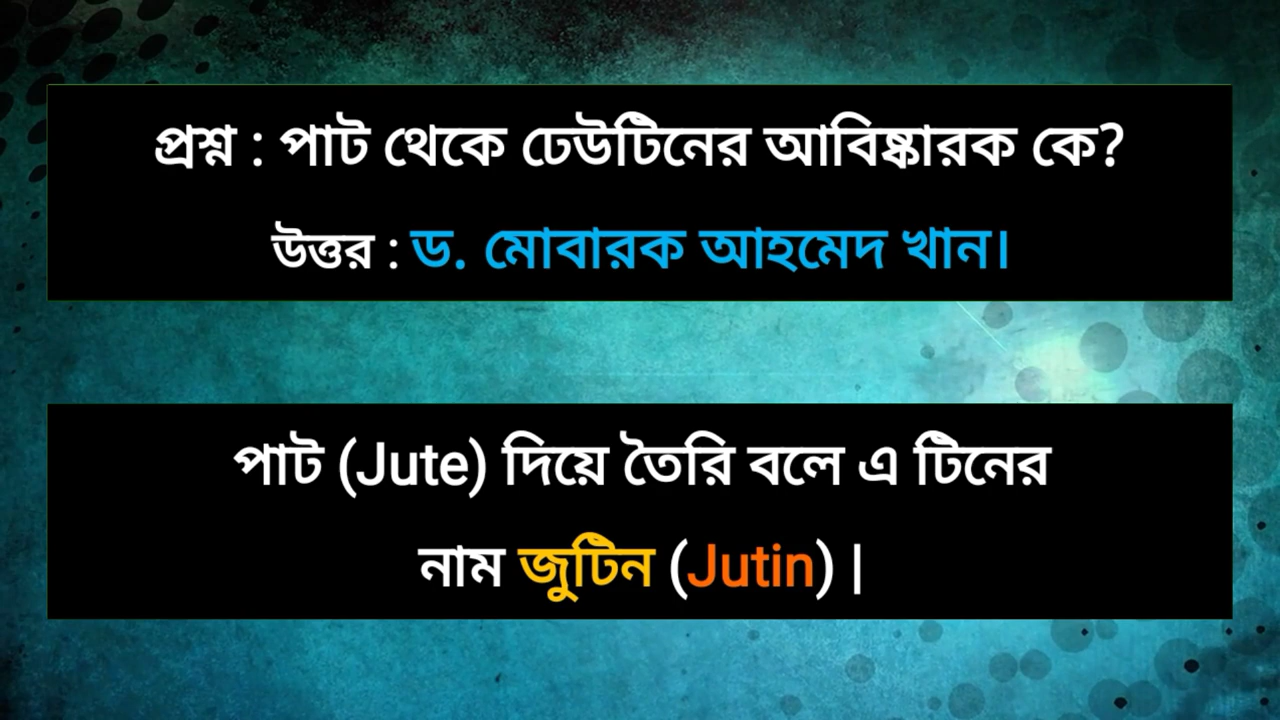 প্রশ্ন : পাট থেকে ঢেউটিনের আবিষ্কারক কে?
উত্তর : ড. মোবারক আহমেদ খান।
পাট (Jute) দিয়ে তৈরি বলে এ টিনের
নাম জুটিন (Jutin) |